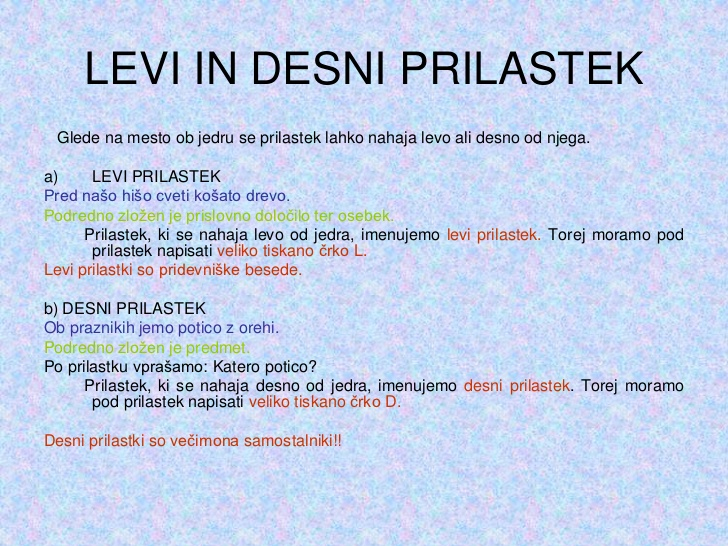 LEVI IN DESNI PRILASTEK
Glede na mesto ob jedru se prilastek lahko nahaja levo ali desno od njega.
a) LEVI PRILASTEK
Pred našo hišo cveti košato drevo.
Podredno zložen je prislovno določilo ter osebek.
Prilastek, ki se nahaja levo od jedra, imenujemo levi prilastek. Torej moramo pod
prilastek napisati veliko tiskano črko L.
Levi prilastki so pridevniške besede.
b) DESNI PRILASTEK
Ob praznikih jemo potico z orehi.
Podredno zložen je predmet.
Po prilastku vprašamo: Katero potico?
Prilastek, ki se nahaja desno od jedra, imenujemo desni prilastek. Torej moramo
pod prilastek napisati veliko tiskano črko D.
Desni prilastki so večimona samostalniki!!